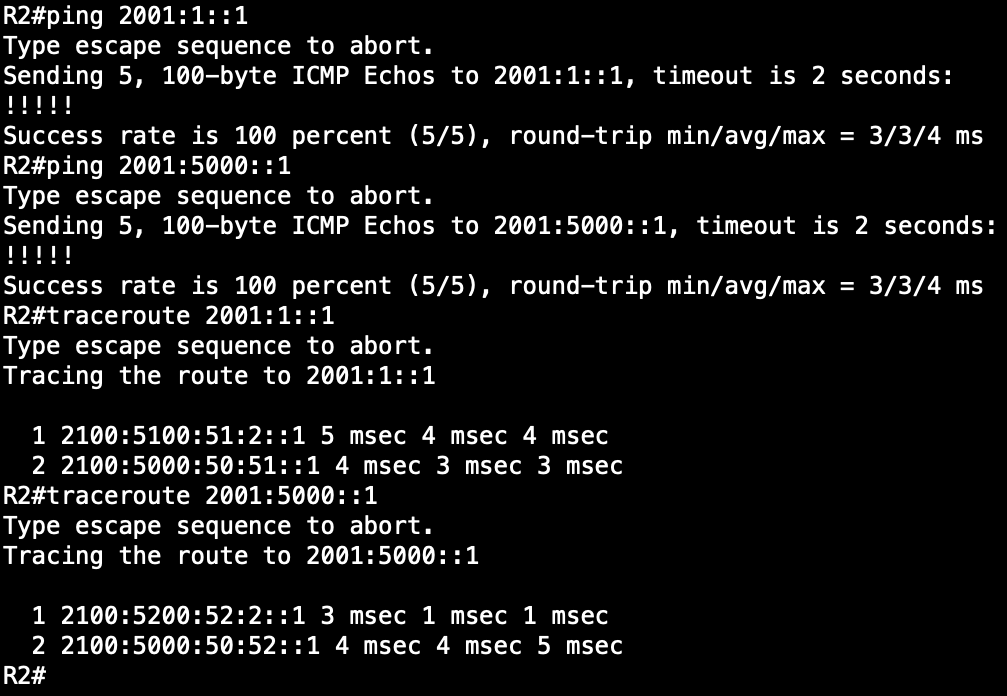 R2#ping 2001:1::1
Type escape sequence to abort.
Sending 5, 100-byte ICMP Echos to 2001:1::1, timeout is 2 seconds:
!!!!!
Success rate is 100 percent (5/5), round-trip min/avg/max = 3/3/4 ms
R2#ping 2001:5000::1
Type escape sequence to abort.
Sending 5, 100-byte ICMP Echos to 2001:5000::1, timeout is 2 seconds:
!!!!!
Success rate is 100 percent (5/5), round-trip min/avg/max = 3/3/4 ms
R2#traceroute 2001:1::1
Type escape sequence to abort.
Tracing the route to 2001:1::1

  1 2100:5100:51:2::1 5 msec 4 msec 4 msec
  2 2100:5000:50:51::1 4 msec 3 msec 3 msec
R2#traceroute 2001:5000::1
Type escape sequence to abort.
Tracing the route to 2001:5000::1

  1 2100:5200:52:2::1 3 msec 1 msec 1 msec
  2 2100:5000:50:52::1 4 msec 4 msec 5 msec
R2#